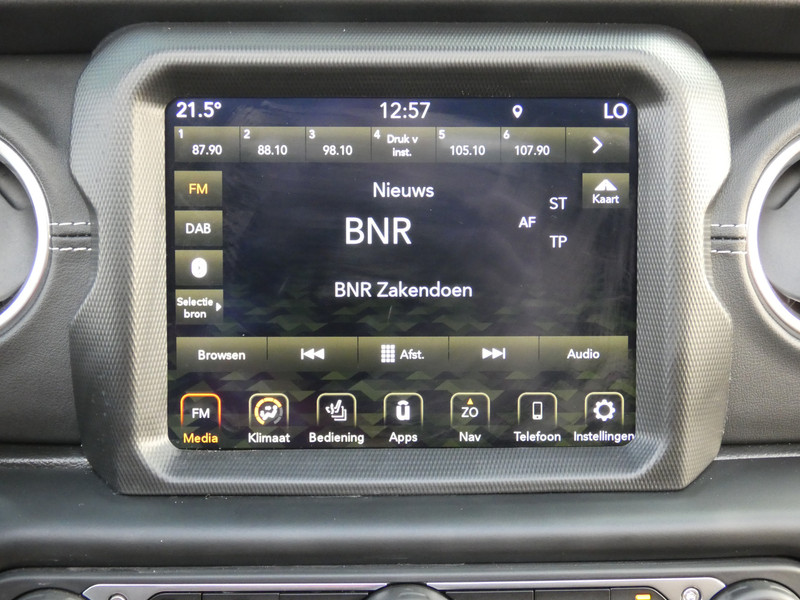 21.5° 12:57 LO
1 87.90 2 88.10 3 98.10 4 Druk v inst. 5 105.10 6 107.90
FM
Nieuws
Kaart
ST
AF
DAB
BNR
TP
Selectie
bron
BNR Zakendoen
Browsen Afst. Audio
FM ZO
Media Klimaat Bediening Apps Nav Telefoon Instellingen